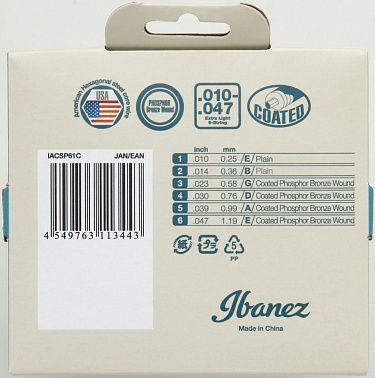 American Hexagonal steel core wire
USA
PHOSPHOR
Bronze Wound
.010-
.047
Extra Light
6-String
COATED
IACSP61C JAN/EAN
4 549763 113443
inch mm
1 .010 0.25 /E/ Plain
2 .014 0.36 /B/ Plain
3 .023 0.58 /G/ Coated Phosphor Bronze Wound
4 .030 0.76 /D/ Coated Phosphor Bronze Wound
5 .039 0.99 /A/ Coated Phosphor Bronze Wound
6 .047 1.19 /E/ Coated Phosphor Bronze Wound
紙 プラ 5
PP
Ibanez
Made in China